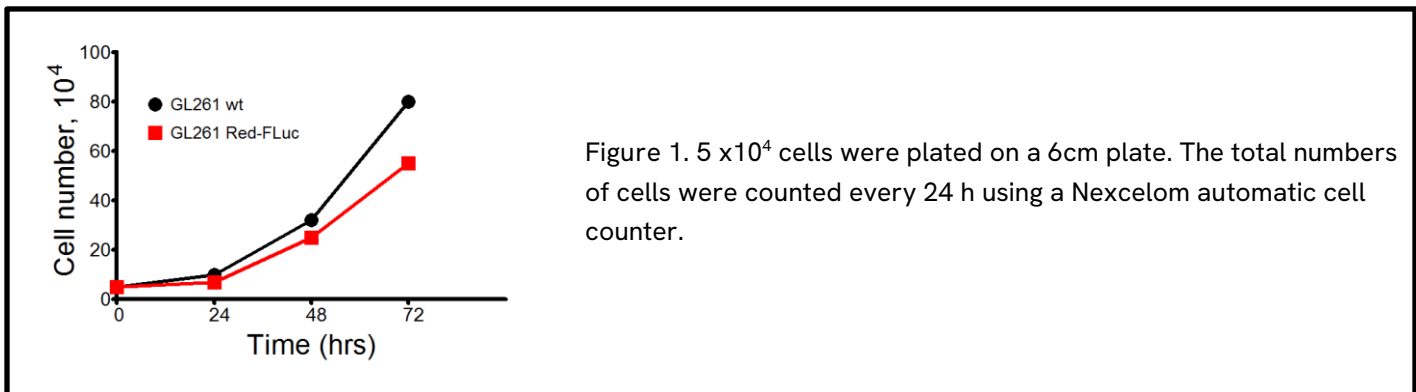 100
80
60
40
20
0
Cell number, 10⁴
GL261 wt
GL261 Red-FLuc
0 24 48 72
Time (hrs)
Figure 1. 5 x10⁴ cells were plated on a 6cm plate. The total numbers
of cells were counted every 24 h using a Nexcelom automatic cell
counter.